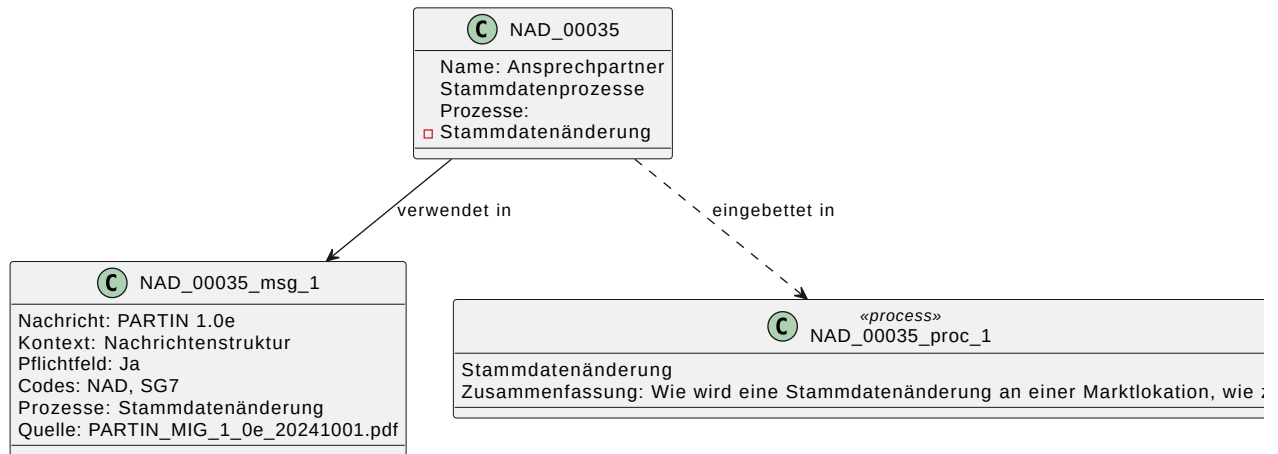 C NAD_00035
Name: Ansprechpartner
Stammdatenprozesse
Prozesse:
Stammdatenänderung
verwendet in
eingebettet in
C NAD_00035_msg_1
Nachricht: PARTIN 1.0e
Kontext: Nachrichtenstruktur
Pflichtfeld: Ja
Codes: NAD, SG7
Prozesse: Stammdatenänderung
Quelle: PARTIN_MIG_1_0e_20241001.pdf
C «process»
NAD_00035_proc_1
Stammdatenänderung
Zusammenfassung: Wie wird eine Stammdatenänderung an einer Marktlokation, wie